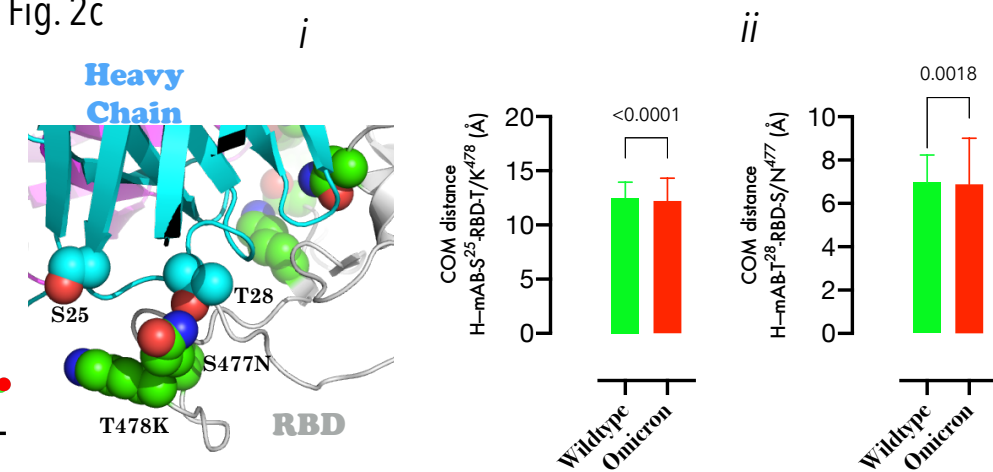 Fig. 2c
i
ii
Heavy
Chain
S25
T28
S477N
T478K
RBD
COM distance
H–mAB-S²⁵-RBD-T/K⁴⁷⁸ (Å)
20
15
10
5
0
<0.0001
Wildtype
Omicron
COM distance
H–mAB-T²⁸-RBD-S/N⁴⁷⁷ (Å)
10
8
6
4
2
0
0.0018
Wildtype
Omicron